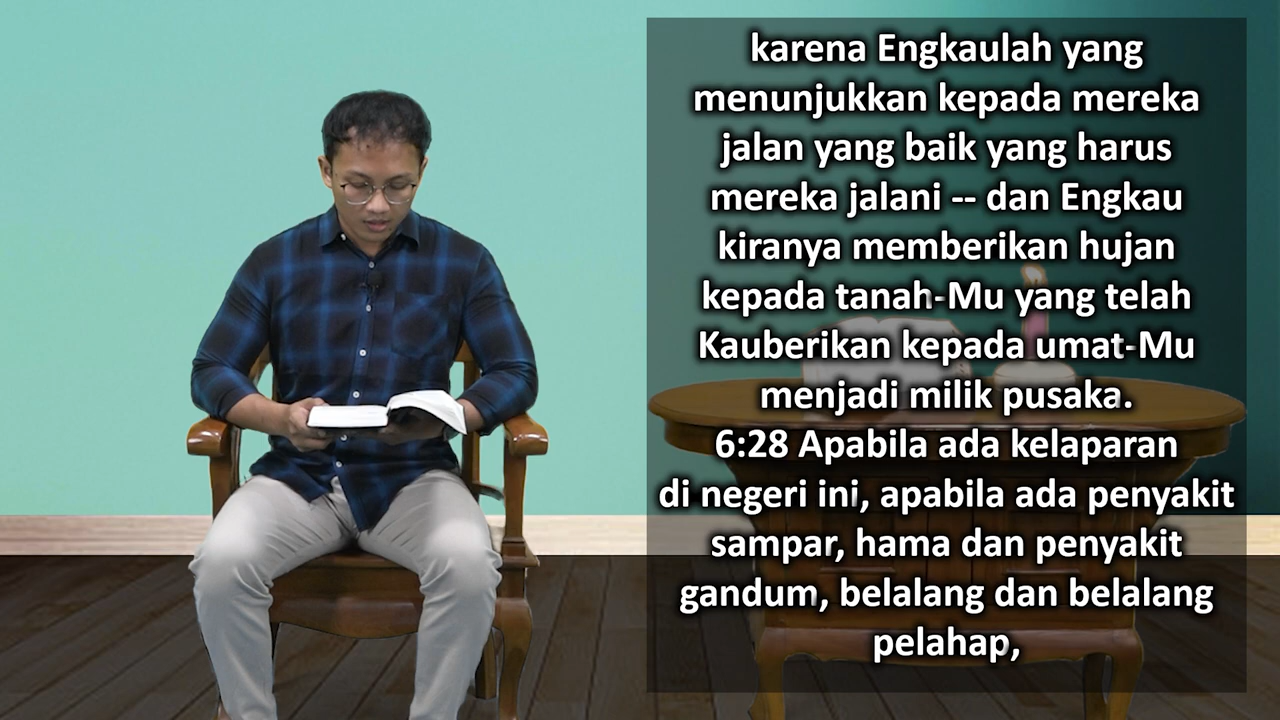 karena Engkaulah yang
menunjukkan kepada mereka
jalan yang baik yang harus
mereka jalani -- dan Engkau
kiranya memberikan hujan
kepada tanah-Mu yang telah
Kauberikan kepada umat-Mu
menjadi milik pusaka.
6:28 Apabila ada kelaparan
di negeri ini, apabila ada penyakit
sampar, hama dan penyakit
gandum, belalang dan belalang
pelahap,